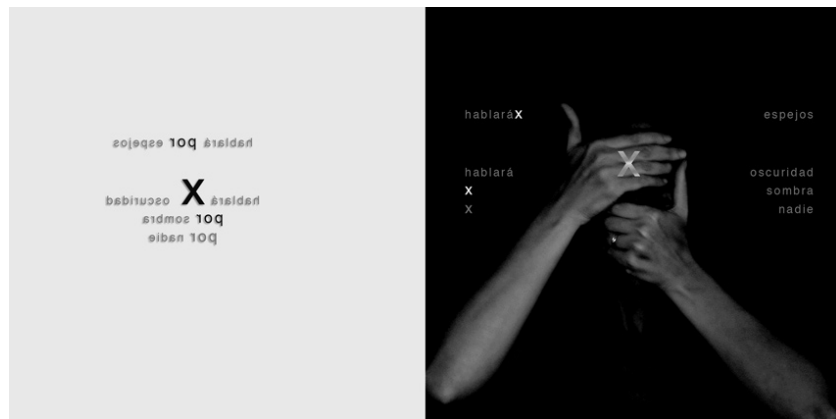 hablará por espejos
hablará X oscuridad
por sombra
por nadie
hablaráx espejos
X
hablará oscuridad
x sombra
x nadie